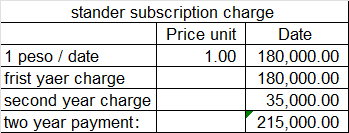 stander subscription charge
Price unit Date
1 peso / date 1.00 180,000.00
frist yaer charge 180,000.00
second year charge 35,000.00
two year payment: 215,000.00